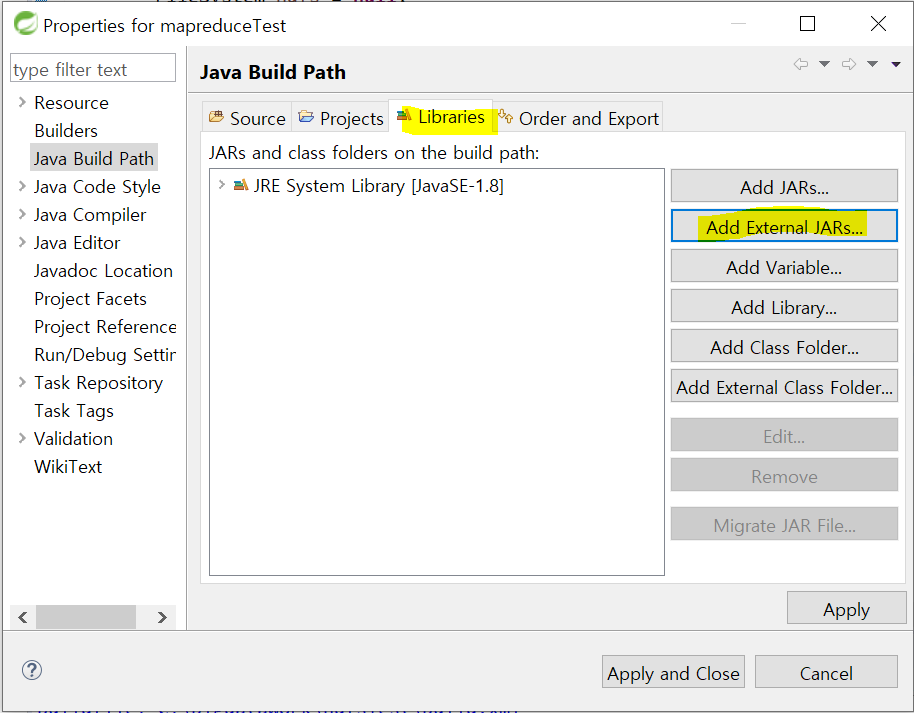 Properties for mapreduceTest
type filter text
Resource
Builders
Java Build Path
Java Code Style
Java Compiler
Java Editor
Javadoc Location
Project Facets
Project Reference
Run/Debug Settin
Task Repository
Task Tags
Validation
WikiText
Java Build Path
Source Projects Libraries Order and Export
JARs and class folders on the build path:
JRE System Library [JavaSE-1.8]
Add JARs...
Add External JARs...
Add Variable...
Add Library...
Add Class Folder...
Add External Class Folder...
Edit...
Remove
Migrate JAR File...
Apply
?
Apply and Close Cancel